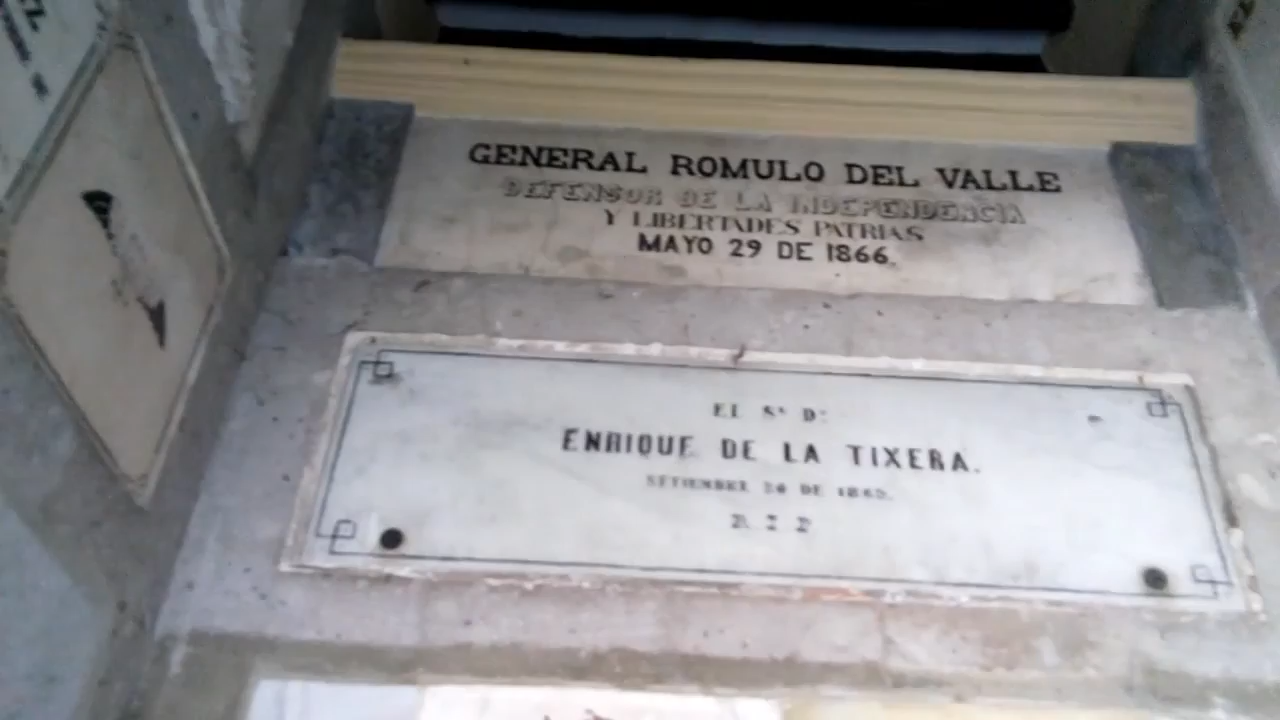 GENERAL ROMULO DEL VALLE
DEFENSOR DE LA INDEPENDENCIA
Y LIBERTADES PATRIAS
MAYO 29 DE 1866.
EL Sr D.
ENRIQUE DE LA TIXERA.
SETIEMBRE DE
R I P